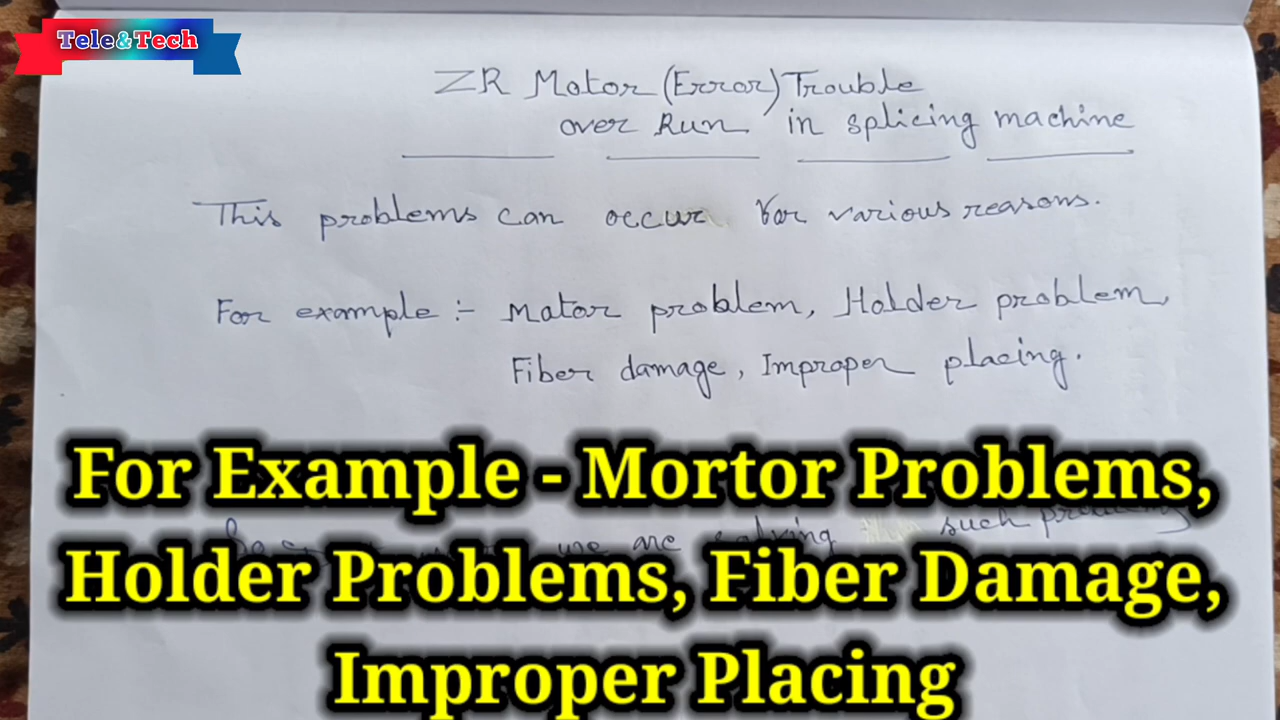 Tele&Tech
ZR Motor (Error) Trouble
over Run in splicing machine
This problems can occur for various reasons.
For example :- Motor problem, Holder problem,
Fiber damage, Improper placing.
For Example - Mortor Problems,
we are solving such
Holder Problems, Fiber Damage,
Improper Placing